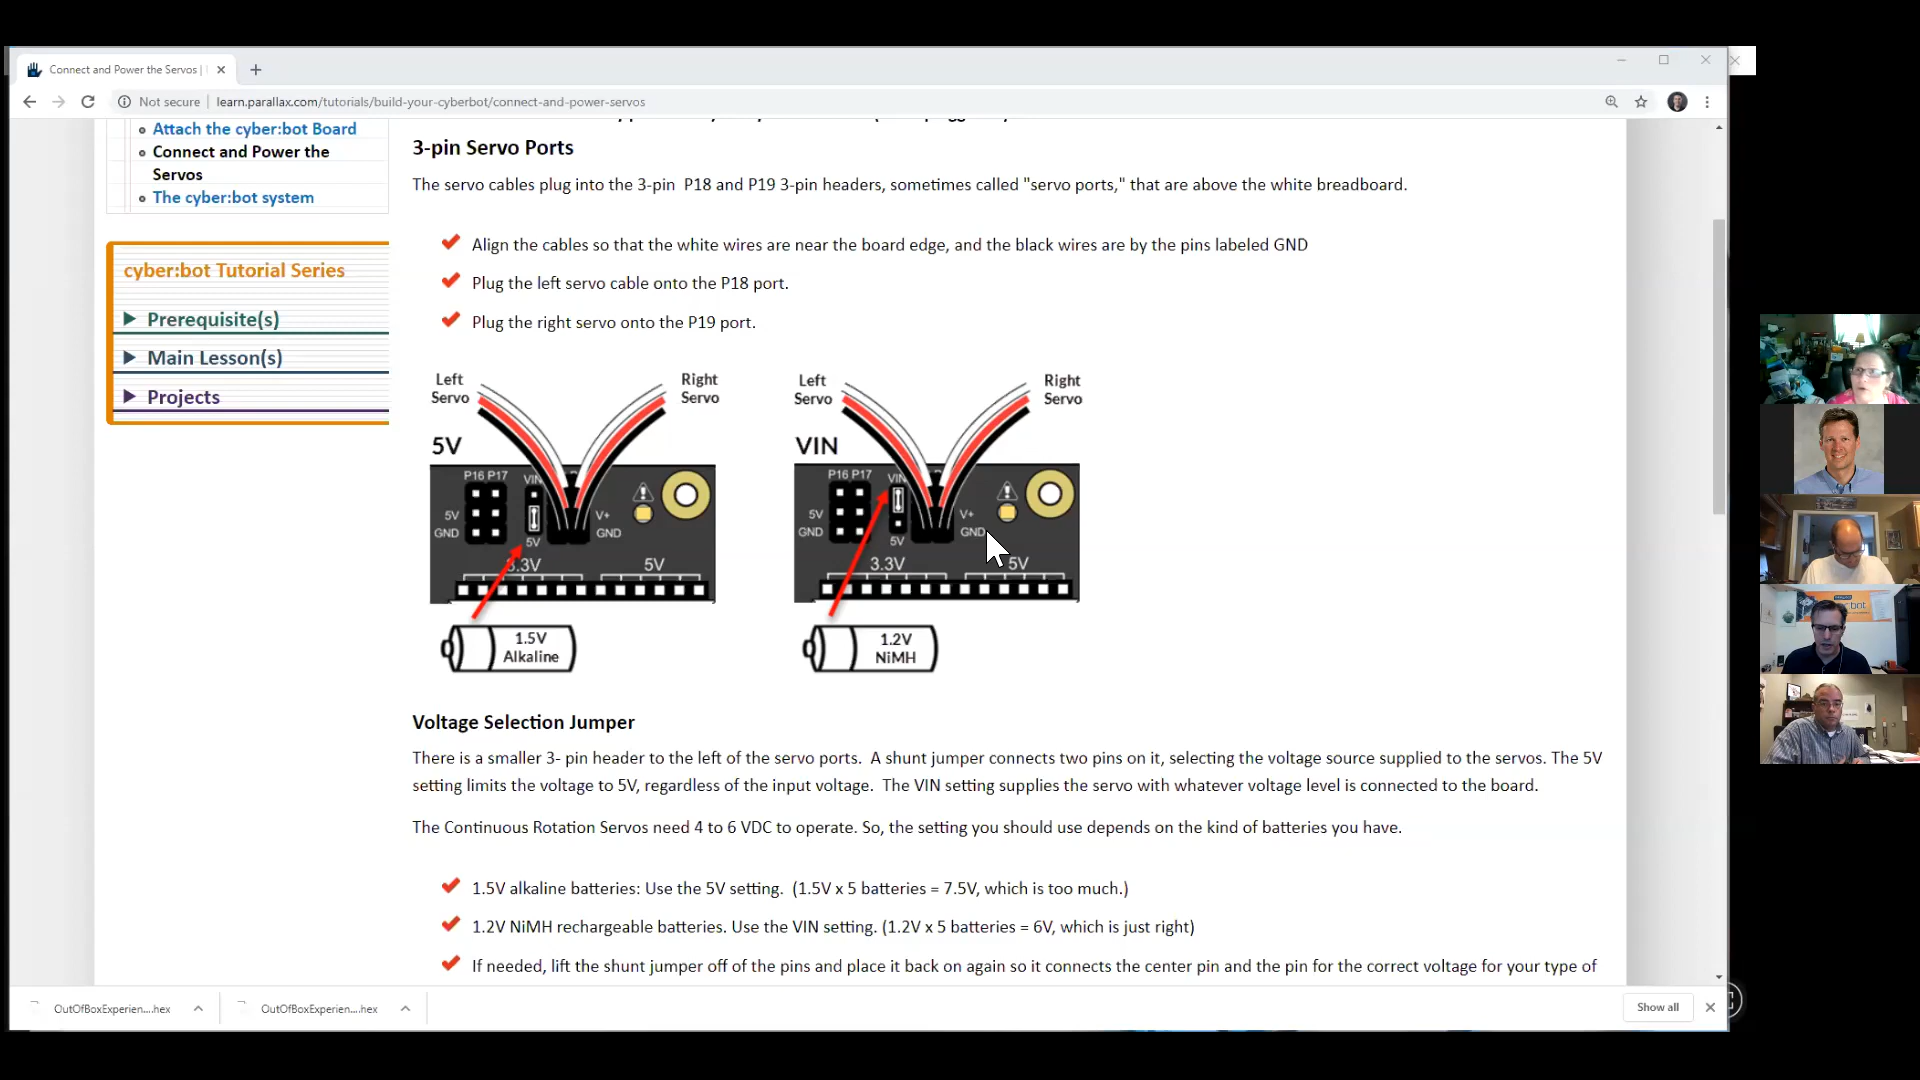 Connect and Power the Servos |
Not secure | learn.parallax.com/tutorials/build-your-cyberbot/connect-and-power-servos
Attach the cyber:bot Board
Connect and Power the
Servos
The cyber:bot system
cyber:bot Tutorial Series
Prerequisite(s)
Main Lesson(s)
Projects
3-pin Servo Ports
The servo cables plug into the 3-pin P18 and P19 3-pin headers, sometimes called "servo ports," that are above the white breadboard.
Align the cables so that the white wires are near the board edge, and the black wires are by the pins labeled GND
Plug the left servo cable onto the P18 port.
Plug the right servo onto the P19 port.
Left
Servo
Right
Servo
5V
P16 P17
VIN
5V
GND
V+
GND
5V
3.3V
5V
1.5V
Alkaline
Left
Servo
Right
Servo
VIN
P16 P17
VIN
5V
GND
V+
GND
5V
3.3V
5V
1.2V
NiMH
Voltage Selection Jumper
There is a smaller 3- pin header to the left of the servo ports. A shunt jumper connects two pins on it, selecting the voltage source supplied to the servos. The 5V
setting limits the voltage to 5V, regardless of the input voltage. The VIN setting supplies the servo with whatever voltage level is connected to the board.
The Continuous Rotation Servos need 4 to 6 VDC to operate. So, the setting you should use depends on the kind of batteries you have.
1.5V alkaline batteries: Use the 5V setting. (1.5V x 5 batteries = 7.5V, which is too much.)
1.2V NiMH rechargeable batteries. Use the VIN setting. (1.2V x 5 batteries = 6V, which is just right)
If needed, lift the shunt jumper off of the pins and place it back on again so it connects the center pin and the pin for the correct voltage for your type of
OutOfBoxExperien....hex
OutOfBoxExperien....hex
Show all